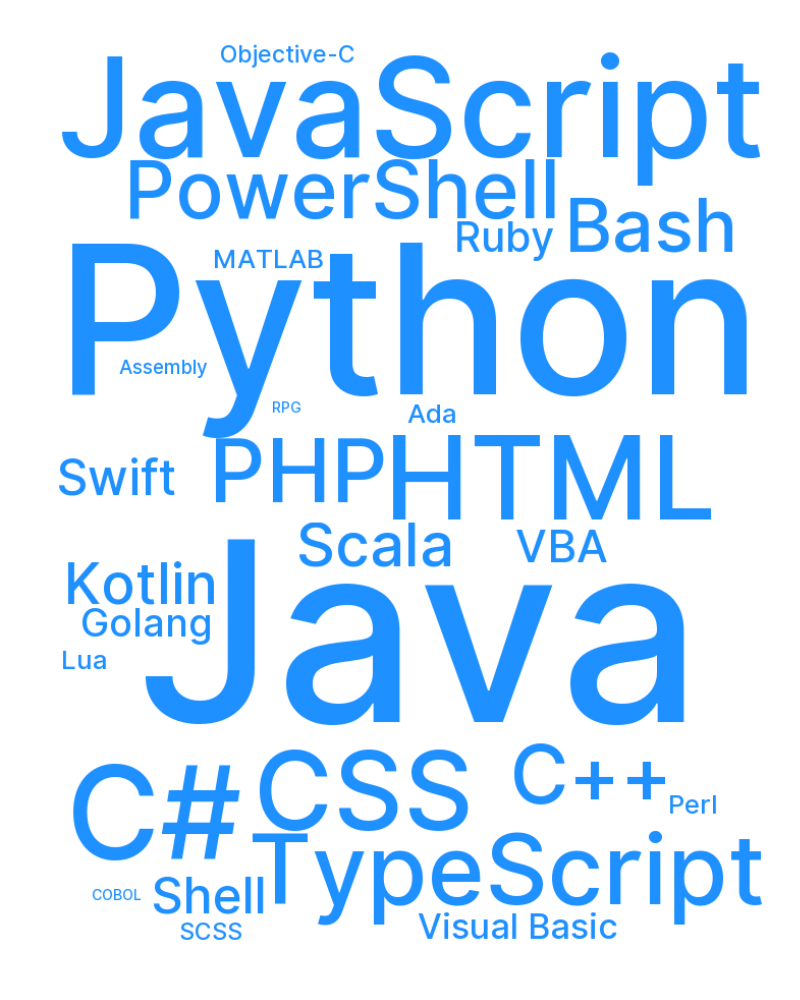 Objective-C
JavaScript
PowerShell
Bash
Ruby
MATLAB
Python
Assembly
RPG
Ada
Swift
PHP
HTML
Scala
VBA
Kotlin
Golang
Java
Lua
C#
CSS
C++
Perl
TypeScript
COBOL
Shell
Visual Basic
SCSS